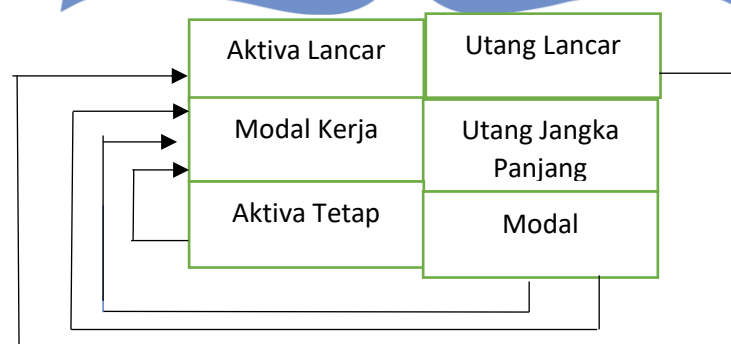 Aktiva Lancar
Utang Lancar
Modal Kerja
Utang Jangka
Panjang
Aktiva Tetap
Modal